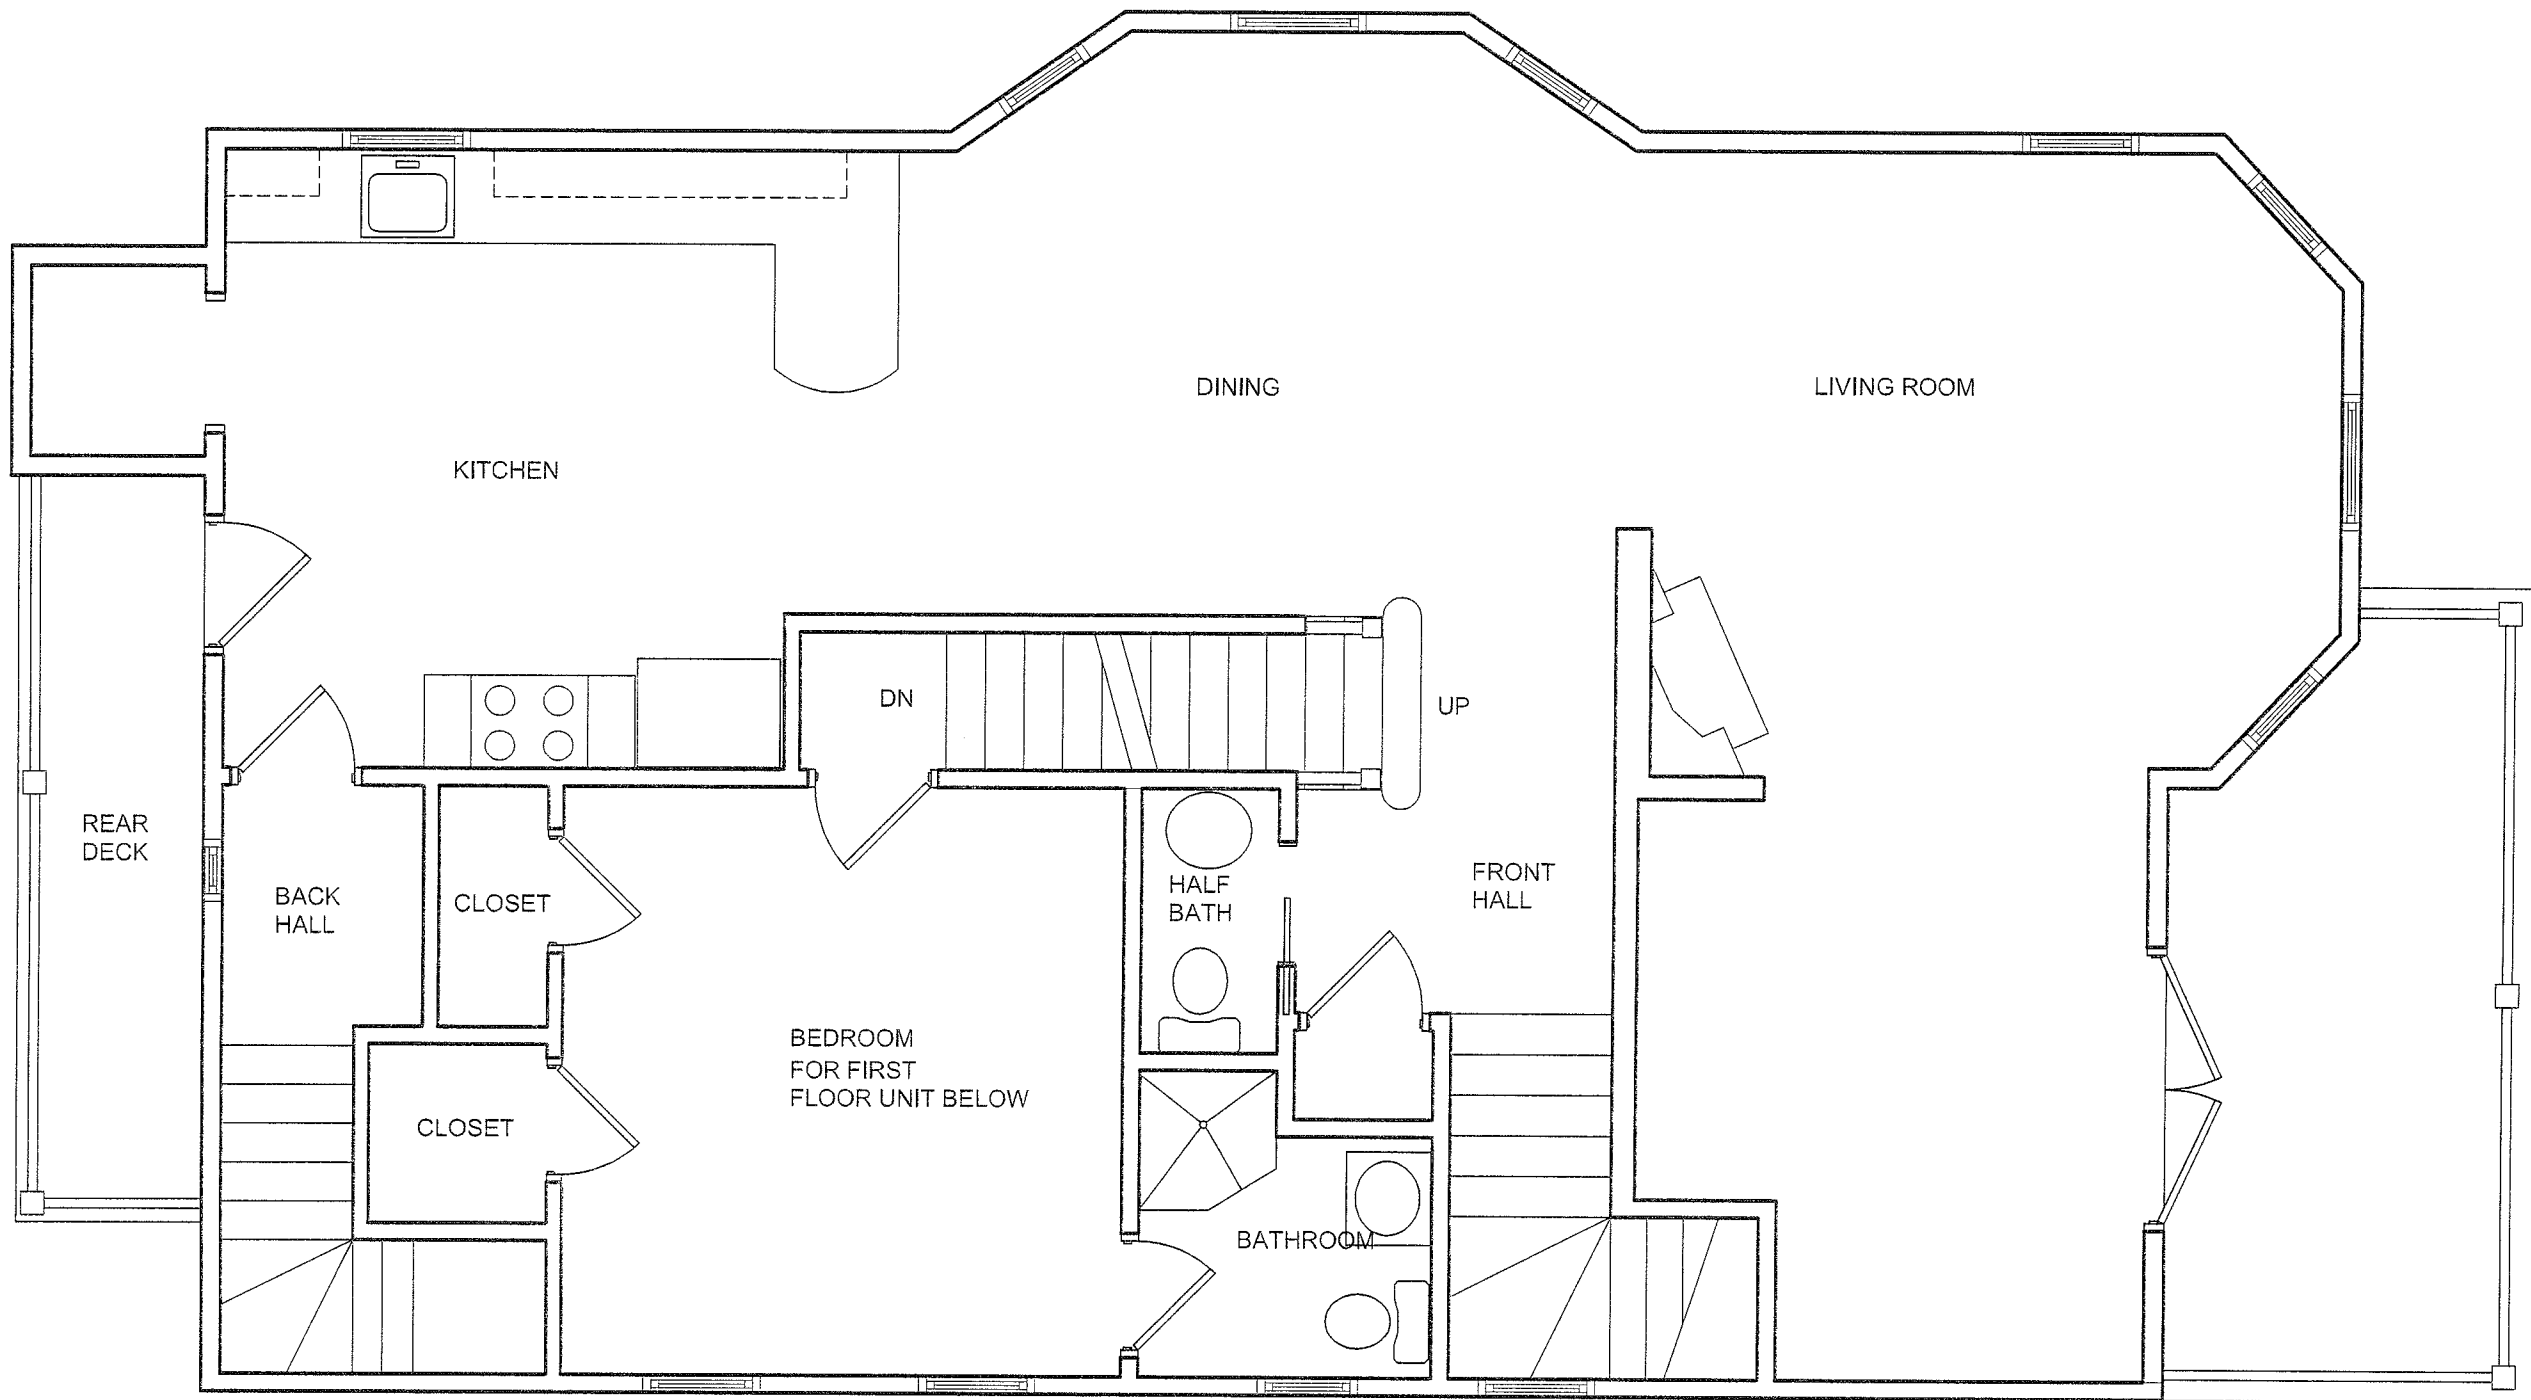 DINING
LIVING ROOM
KITCHEN
DN
UP
REAR
DECK
BACK
HALL
CLOSET
HALF
BATH
FRONT
HALL
BEDROOM
FOR FIRST
FLOOR UNIT BELOW
CLOSET
BATHROOM